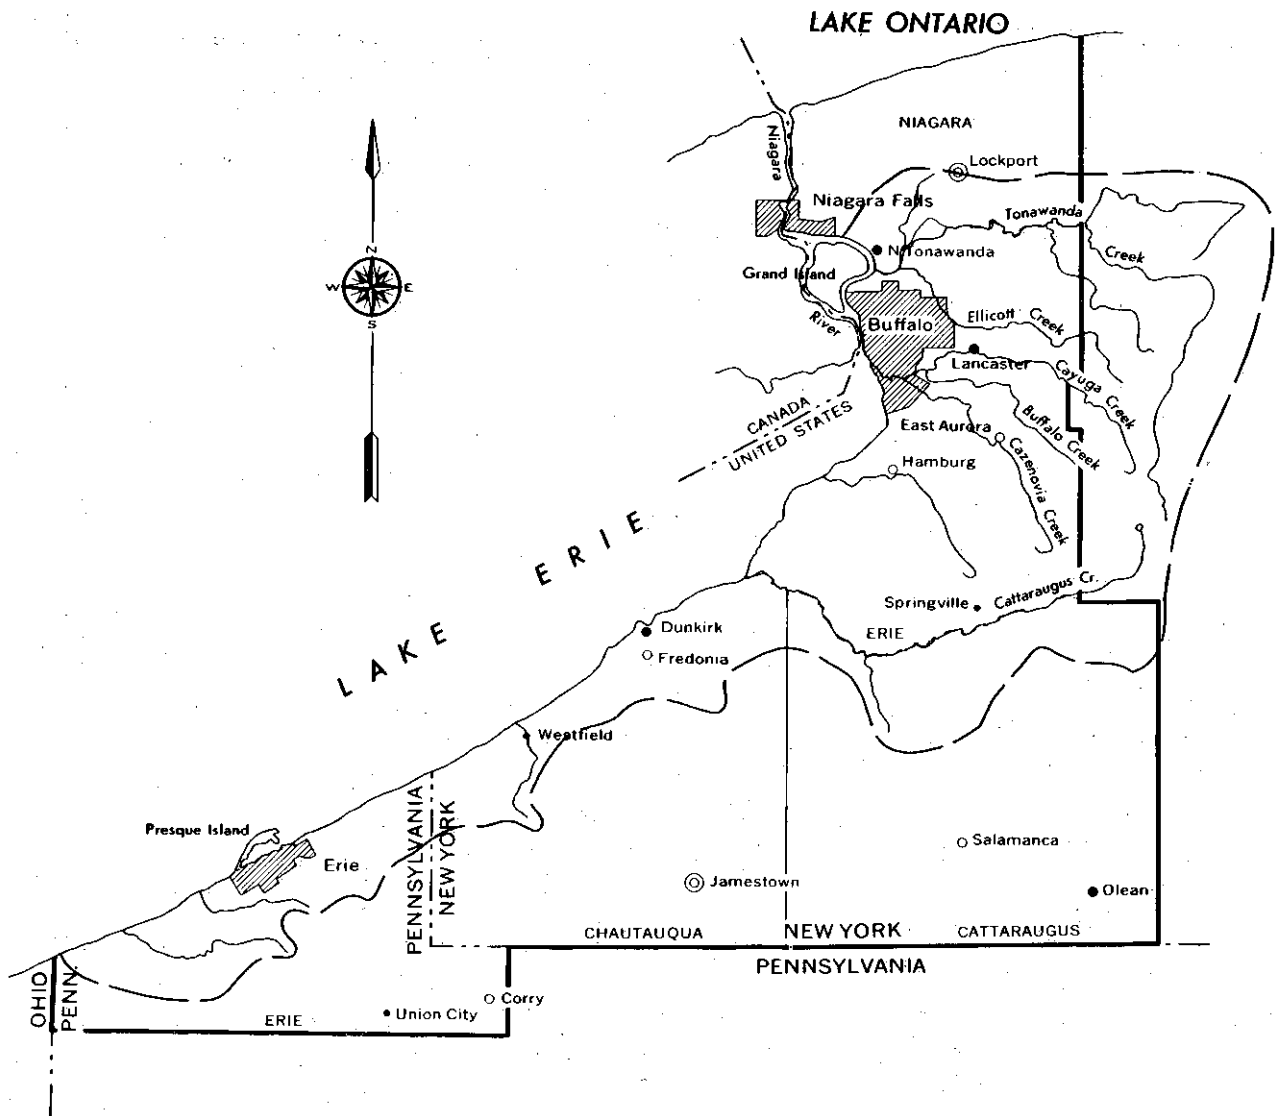 LAKE ONTARIO
NIAGARA
Niagara
Lockport
Niagara Falls
Tonawanda
Creek
N. Tonawanda
Grand Island
River
Buffalo
Ellicott Creek
Lancaster
Cayuga Creek
CANADA
UNITED STATES
East Aurora
Buffalo Creek
Hamburg
Cazenovia Creek
N
W
E
S
LAKE ERIE
Springville
Cattaraugus Cr.
ERIE
Dunkirk
Fredonia
Westfield
PENNSYLVANIA
NEW YORK
Presque Island
Erie
Salamanca
Jamestown
Olean
CHAUTAUQUA
NEW YORK
CATTARAUGUS
PENNSYLVANIA
OHIO
PENN
Corry
Union City
ERIE